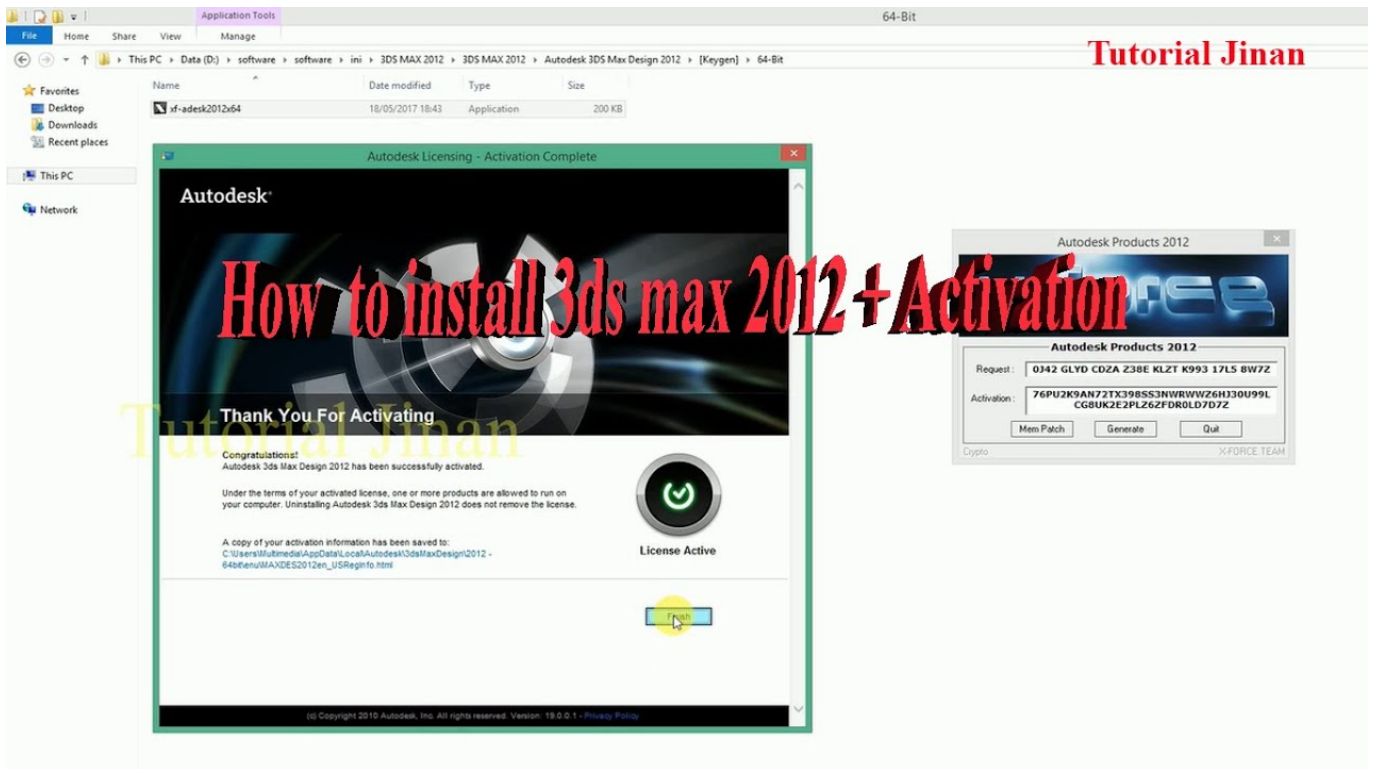 Application Tools
64-Bit
File Home Share View Manage
This PC Data (D:) software software ini 3DS MAX 2012 3DS MAX 2012 Autodesk 3DS Max Design 2012 [Keygen] 64-Bit
Tutorial Jinan
Favorites
Desktop
Downloads
Recent places
This PC
Network
Name Date modified Type Size
xf-adesk2012x64 18/05/2017 18:43 Application 200 KB
Autodesk Licensing - Activation Complete
Autodesk
How to install 3ds max 2012 + Activation
Thank You For Activating
Tutorial Jinan
Congratulations!
Autodesk 3ds Max Design 2012 has been successfully activated.
Under the terms of your activated license, one or more products are allowed to run on
your computer. Uninstalling Autodesk 3ds Max Design 2012 does not remove the license.
A copy of your activation information has been saved to:
C:\Users\Multimedia\AppData\Local\Autodesk\3dsMaxDesign\2012 -
64bit\enu\MAXDES2012en_USRegInfo.html
License Active
Finish
(c) Copyright 2010 Autodesk, Inc. All rights reserved. Version: 19.0.0.1 - Privacy Policy
Autodesk Products 2012
Autodesk Products 2012
Request : 0J42 GLYD CDZA Z38E KLZT K993 17LS 8W7Z
Activation : 76PU2K9AN72TX398SS3NWRWWZ6HJ30U99L
CG8UK2E2PLZ6ZFDR0LD7D7Z
Mem Patch Generate Quit
Crypto X-FORCE TEAM